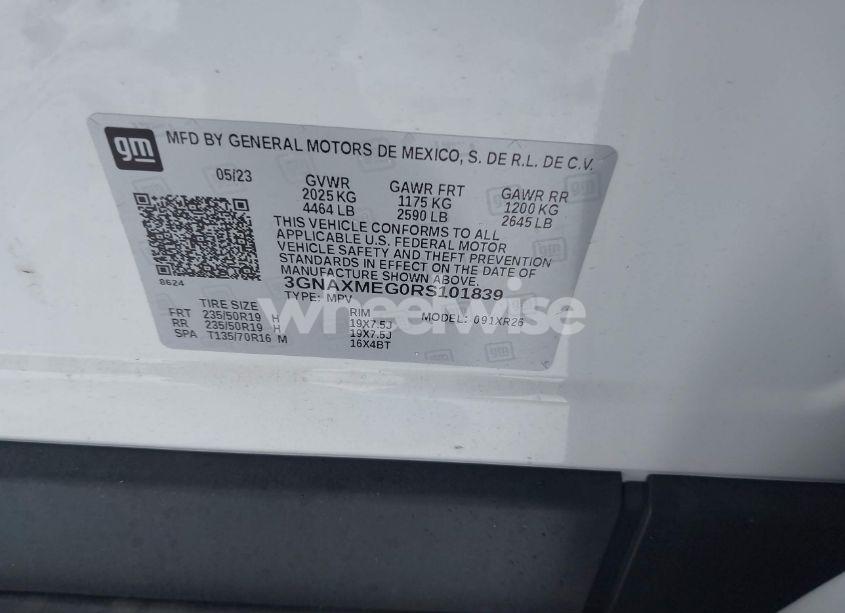 gm
MFD BY GENERAL MOTORS DE MEXICO, S. DE R.L. DE C.V.
05/23 GVWR GAWR FRT GAWR RR
2025 KG 1175 KG 1200 KG
4464 LB 2590 LB 2645 LB
THIS VEHICLE CONFORMS TO ALL
APPLICABLE U.S. FEDERAL MOTOR
VEHICLE SAFETY AND THEFT PREVENTION
STANDARDS IN EFFECT ON THE DATE OF
MANUFACTURE SHOWN ABOVE.
8624
3GNAXMEG0RS101839
TYPE: MPV MODEL: 091XR26
TIRE SIZE RIM
FRT 235/50R19 H 19X7.5J
RR 235/50R19 H 19X7.5J
SPA T135/70R16 M 16X4BT
wheelwise